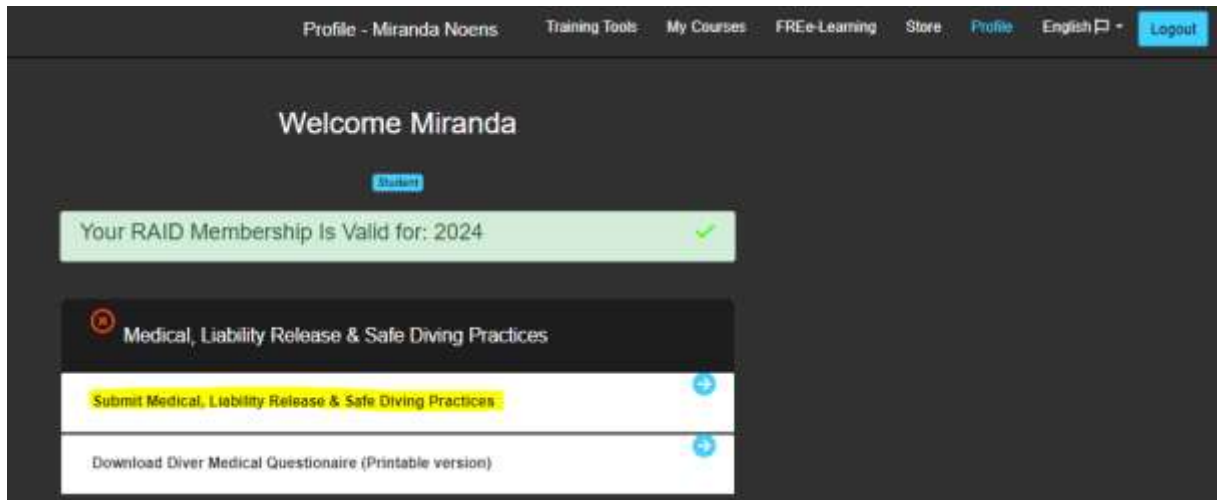 Profile - Miranda Noens Training Tools My Courses FREe-Learning Store Profile English Logout
Welcome Miranda
Student
Your RAID Membership Is Valid for: 2024
Medical, Liability Release & Safe Diving Practices
Submit Medical, Liability Release & Safe Diving Practices
Download Diver Medical Questionaire (Printable version)